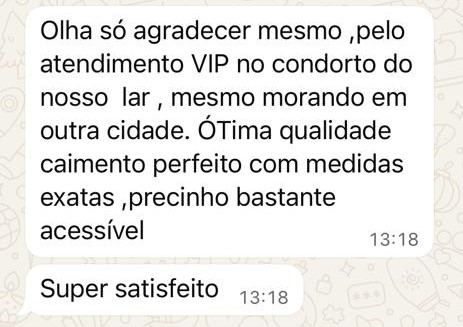 Olha só agradecer mesmo ,pelo
atendimento VIP no condorto do
nosso  lar , mesmo morando em
outra cidade. ÓTima qualidade
caimento perfeito com medidas
exatas ,precinho bastante
acessível
13:18
Super satisfeito
13:18